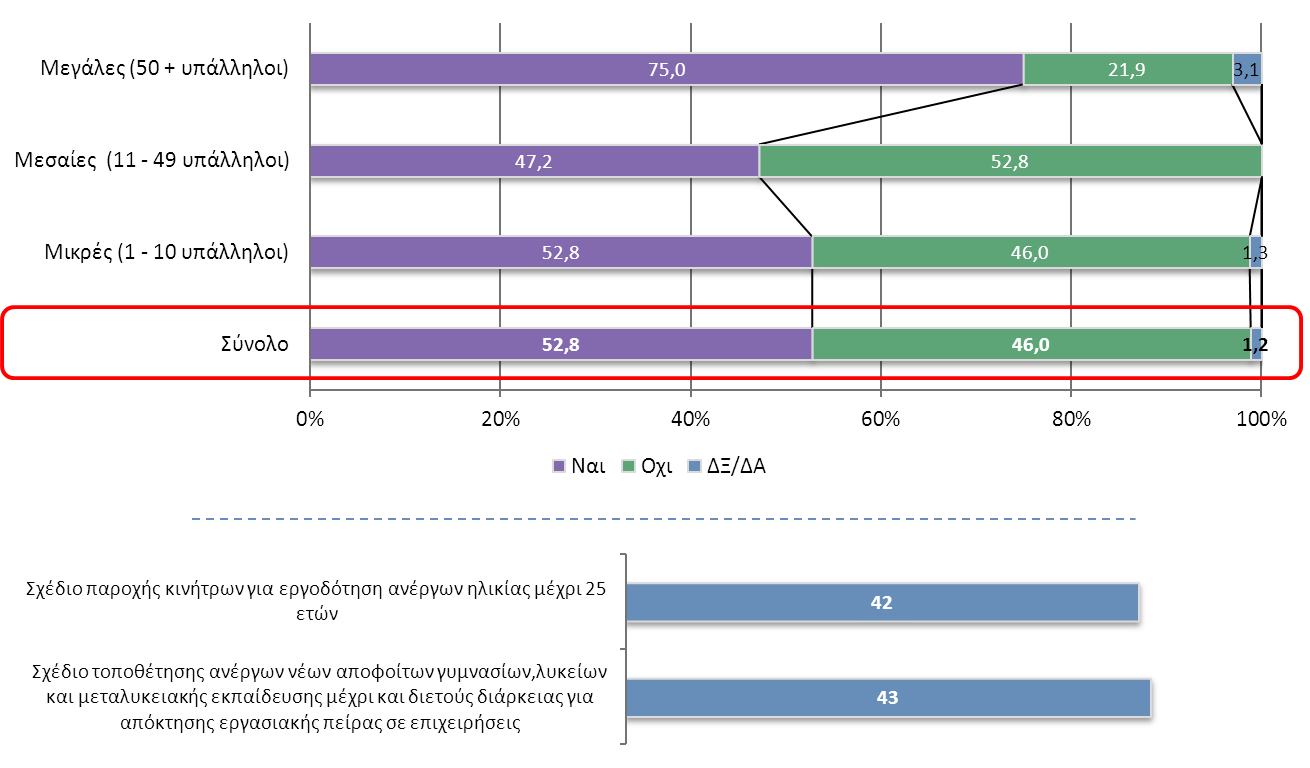 Μεγάλες (50 + υπάλληλοι)
75,0
21,9
3,1
Μεσαίες (11 - 49 υπάλληλοι)
47,2
52,8
Μικρές (1 - 10 υπάλληλοι)
52,8
46,0
1,3
Σύνολο
52,8
46,0
1,2
0%
20%
40%
60%
80%
100%
Ναι
Οχι
ΔΞ/ΔΑ
Σχέδιο παροχής κινήτρων για εργοδότηση ανέργων ηλικίας μέχρι 25
ετών
42
Σχέδιο τοποθέτησης ανέργων νέων αποφοίτων γυμνασίων,λυκείων
και μεταλυκειακής εκπαίδευσης μέχρι και διετούς διάρκειας για
απόκτησης εργασιακής πείρας σε επιχειρήσεις
43